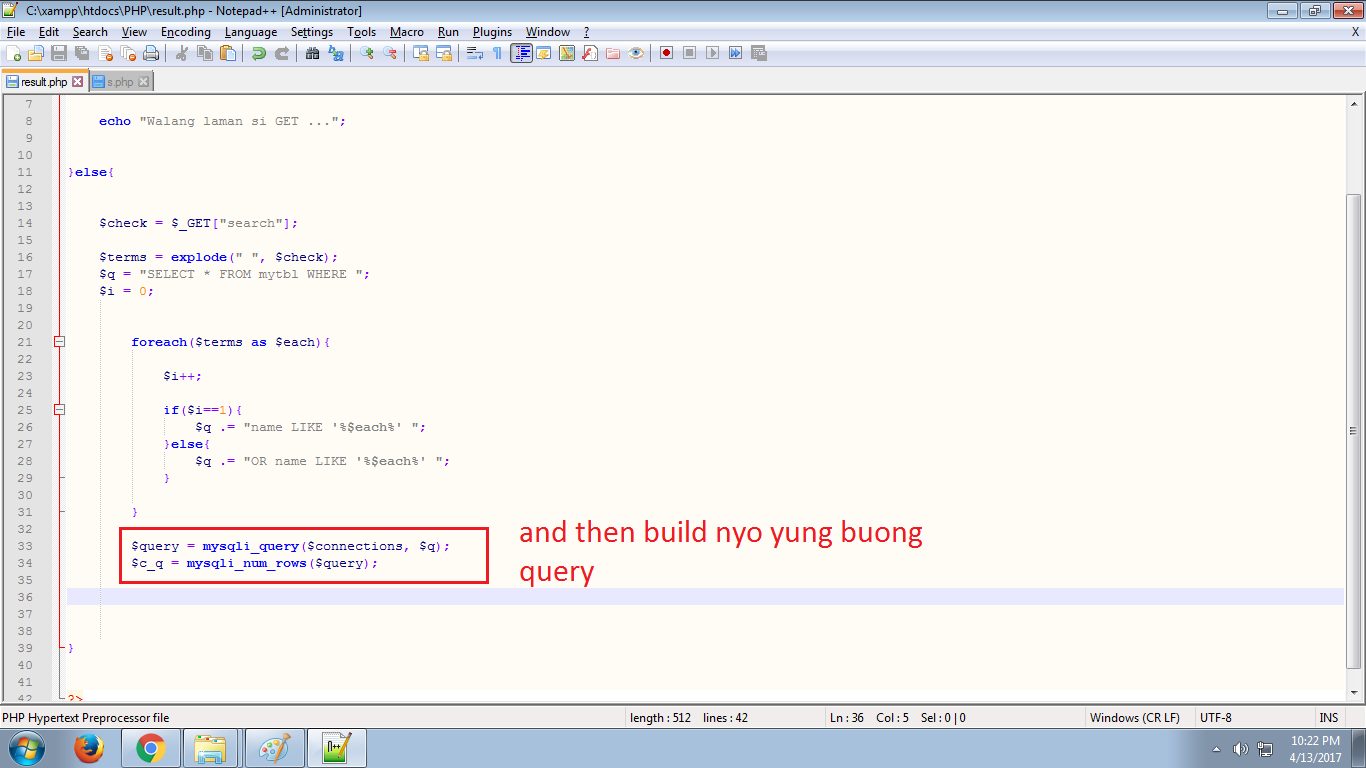 C:\xampp\htdocs\PHP\result.php - Notepad++ [Administrator]
File Edit Search View Encoding Language Settings Tools Macro Run Plugins Window ? X
result.php s.php
7
8 echo "Walang laman si GET ...";
9
10
11 }else{
12
13
14 $check = $_GET["search"];
15
16 $terms = explode(" ", $check);
17 $q = "SELECT * FROM mytbl WHERE ";
18 $i = 0;
19
20
21 foreach($terms as $each){
22
23 $i++;
24
25 if($i==1){
26 $q .= "name LIKE '%$each%' ";
27 }else{
28 $q .= "OR name LIKE '%$each%' ";
29 }
30
31 }
32
33 $query = mysqli_query($connections, $q);
34 $c_q = mysqli_num_rows($query);
35
36
37
38
39 }
40
41
42 ?>
and then build nyo yung buong
query
PHP Hypertext Preprocessor file length : 512 lines : 42 Ln : 36 Col : 5 Sel : 0 | 0 Windows (CR LF) UTF-8 INS
10:22 PM
4/13/2017